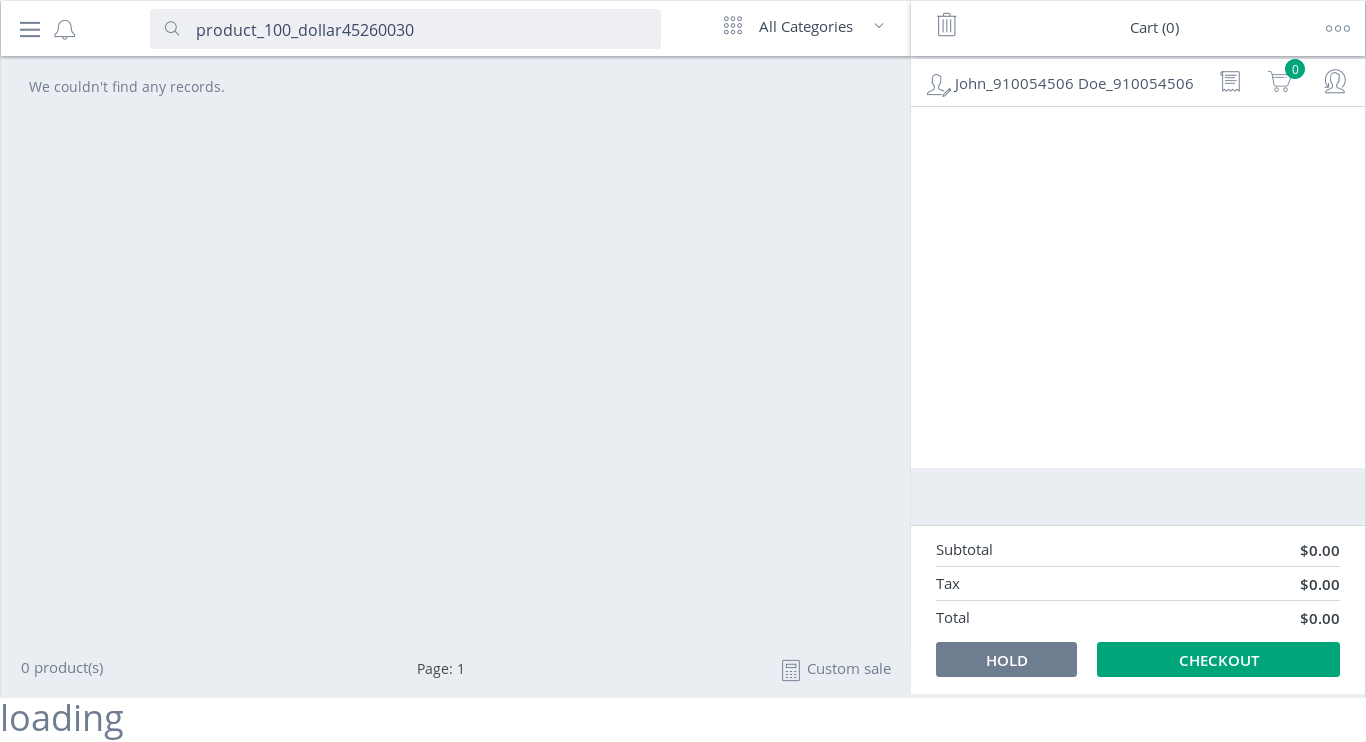 product_100_dollar45260030
All Categories
Cart (0)
We couldn't find any records.
John_910054506 Doe_910054506
0
Subtotal $0.00
Tax $0.00
Total $0.00
HOLD CHECKOUT
0 product(s)
Page: 1
Custom sale
loading